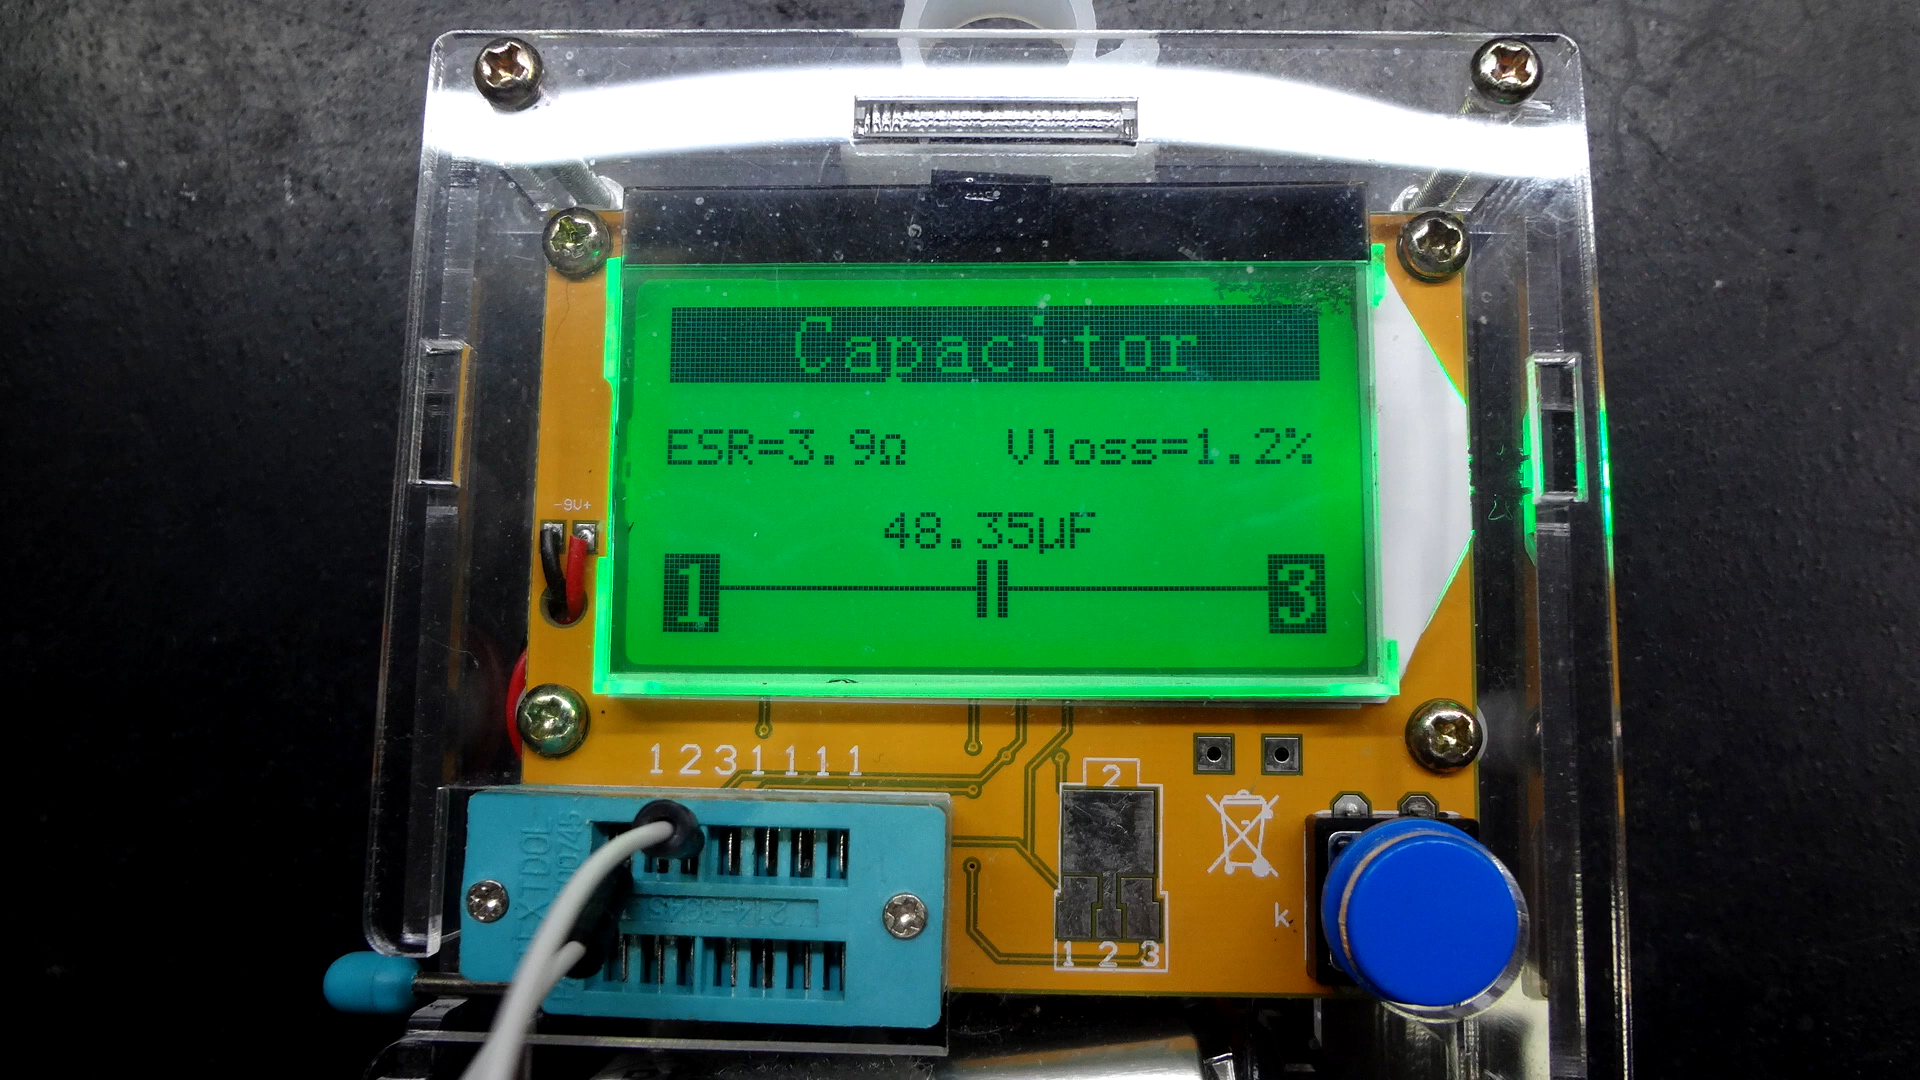 Capacitor
ESR=3.9Ω Vloss=1.2%
48.35µF
1 3
-9V+
1231111
2
k
1 2 3